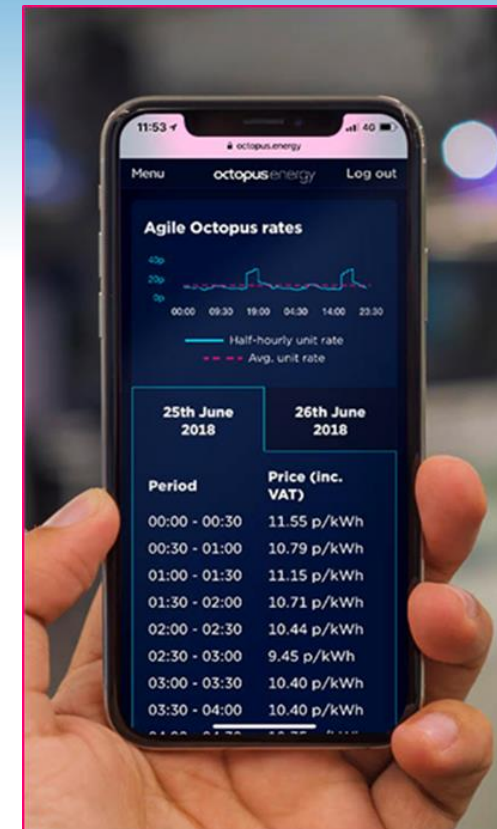 11:53
4G
octopus.energy
Menu octopusenergy Log out
Agile Octopus rates
40p
20p
0p
00:00 09:30 19:00 04:30 14:00 23:30
Half-hourly unit rate
Avg. unit rate
25th June 2018
26th June 2018
Period Price (inc. VAT)
00:00 - 00:30 11.55 p/kWh
00:30 - 01:00 10.79 p/kWh
01:00 - 01:30 11.15 p/kWh
01:30 - 02:00 10.71 p/kWh
02:00 - 02:30 10.44 p/kWh
02:30 - 03:00 9.45 p/kWh
03:00 - 03:30 10.40 p/kWh
03:30 - 04:00 10.40 p/kWh